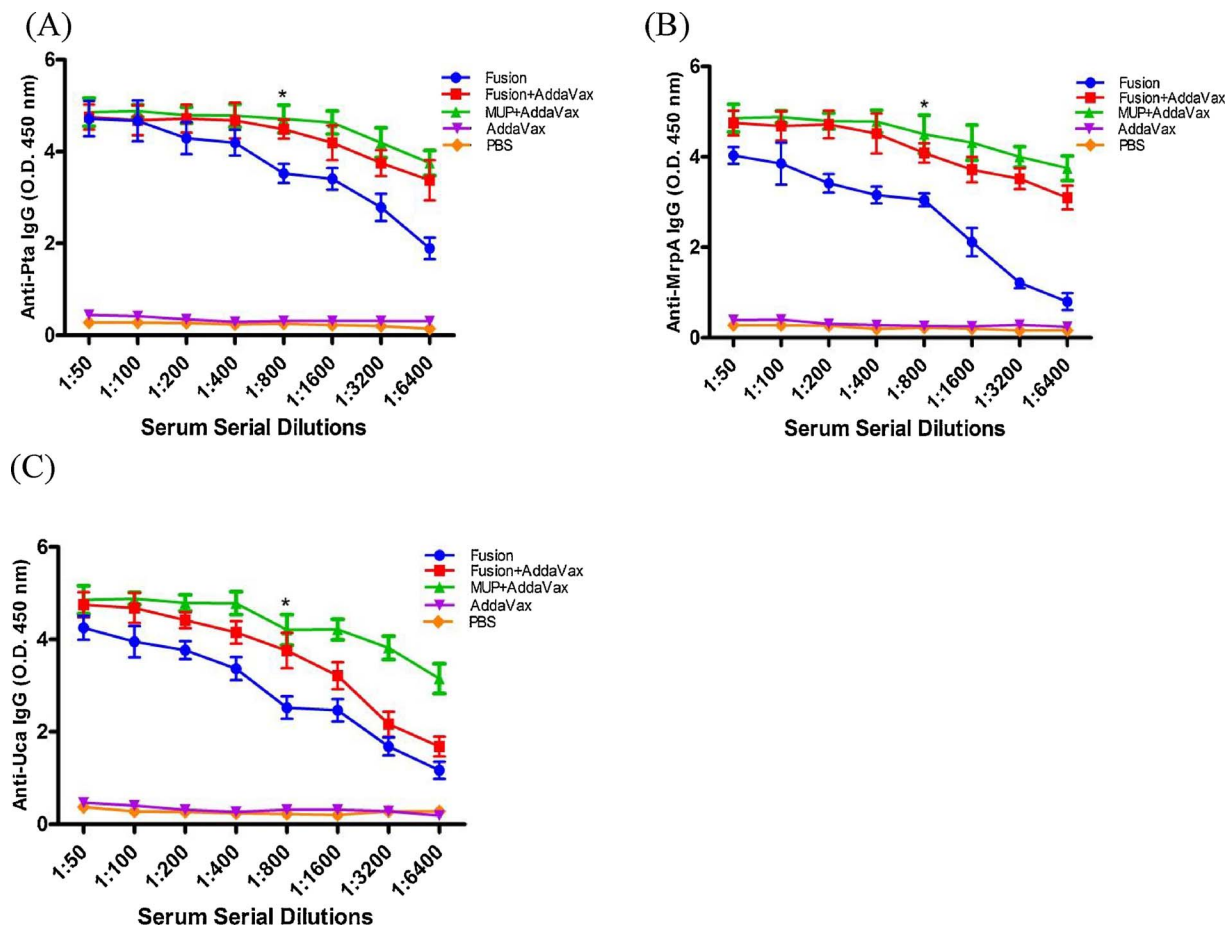 (A)
Anti-Pta IgG (O.D. 450 nm)
6
4
2
0
*
Fusion
Fusion+AddaVax
MUP+AddaVax
AddaVax
PBS
1:50
1:100
1:200
1:400
1:800
1:1600
1:3200
1:6400
Serum Serial Dilutions
(B)
Anti-MrpA. IgG (O.D. 450 nm)
6
4
2
0
*
Fusion
Fusion+AddaVax
MUP+AddaVax
AddaVax
PBS
1:50
1:100
1:200
1:400
1:800
1:1600
1:3200
1:6400
Serum Serial Dilutions
(C)
Anti-Uca IgG (O.D. 450 nm)
6
4
2
0
*
Fusion
Fusion+AddaVax
MUP+AddaVax
AddaVax
PBS
1:50
1:100
1:200
1:400
1:800
1:1600
1:3200
1:6400
Serum Serial Dilutions